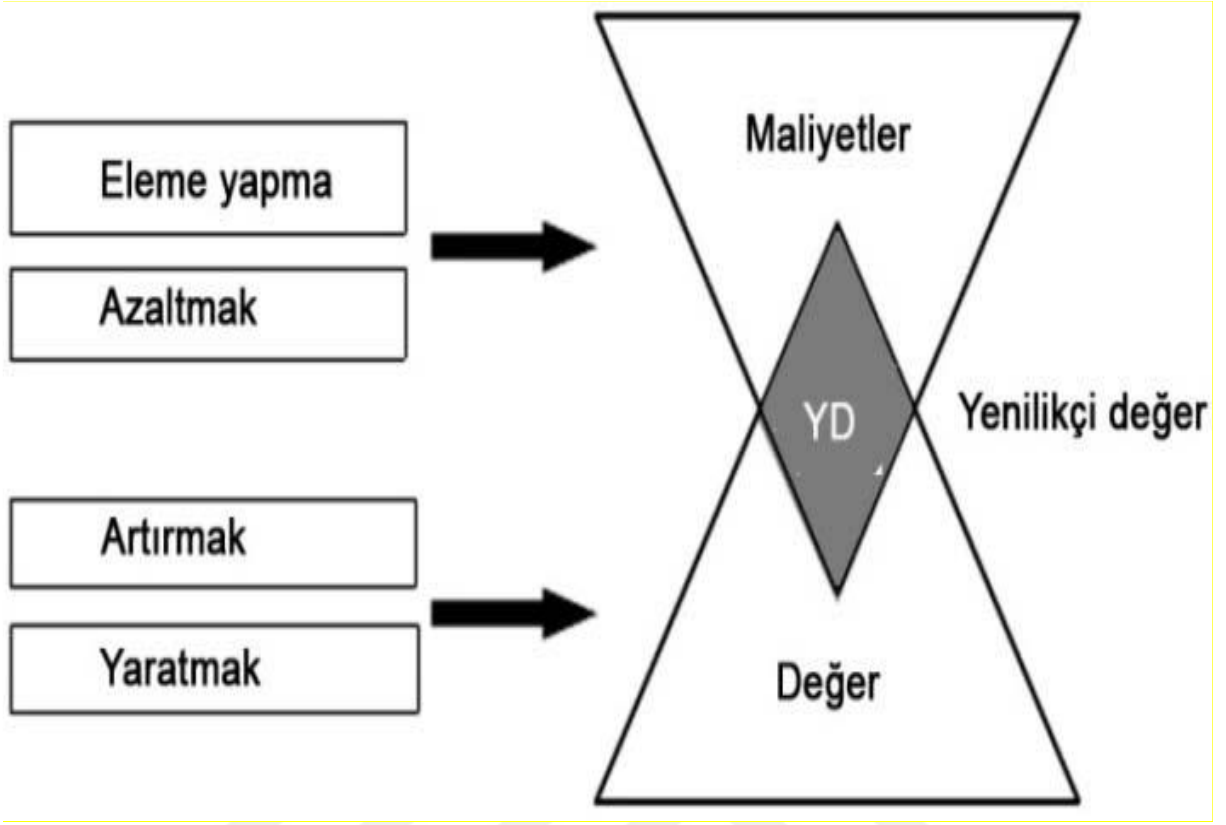 Eleme yapma
Azaltmak
Artırmak
Yaratmak
Maliyetler
YD
Yenilikçi değer
Değer